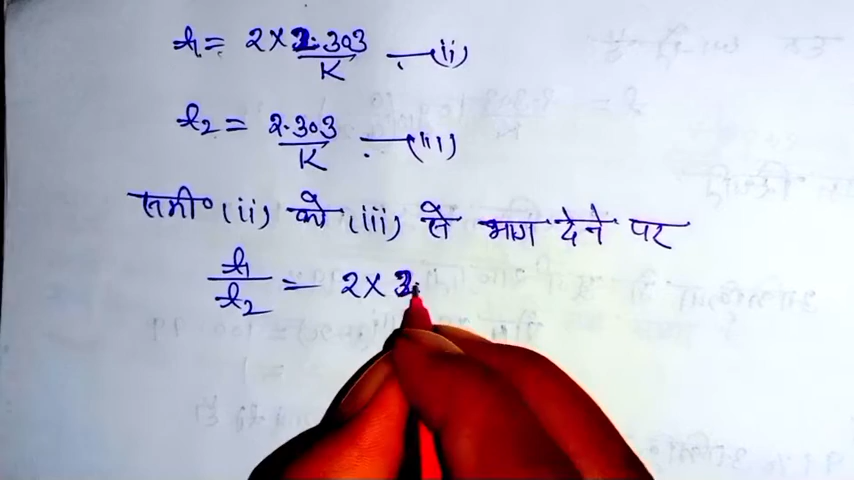 t₁ = 2 × 2.303/K —(ii)
t₂ = 2.303/K —(iii)
समी० (ii) को (iii) से भाग देने पर
t₁/t₂ = 2 × 2.